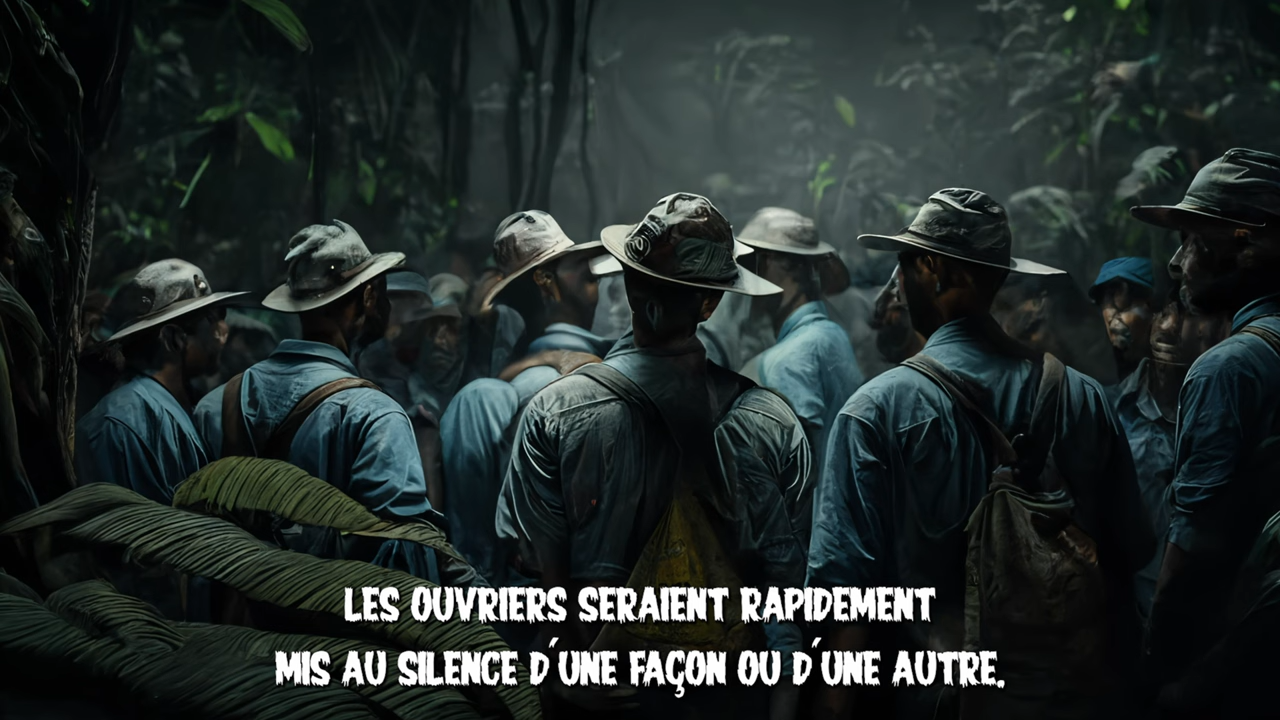 LES OUVRIERS SERAIENT RAPIDEMENT
MIS AU SILENCE D'UNE FAÇON OU D'UNE AUTRE.